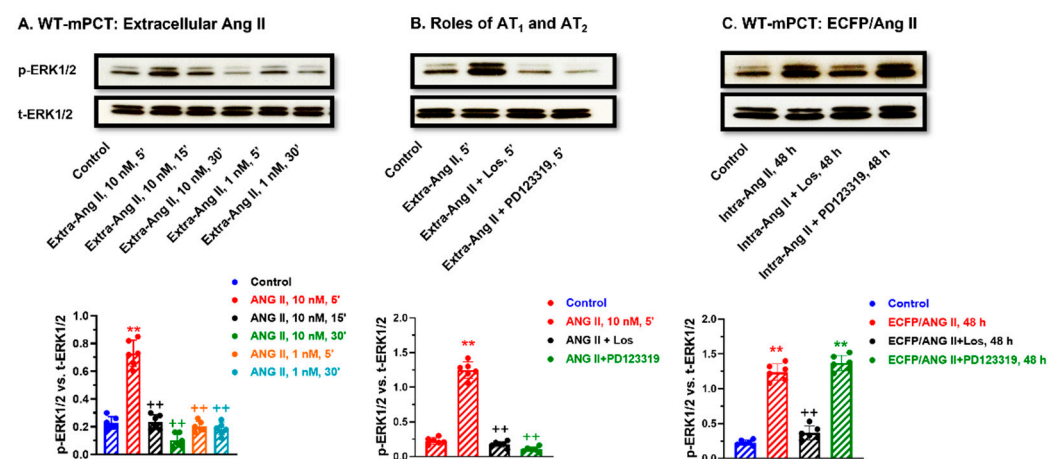 A. WT-mPCT: Extracellular Ang II
p-ERK1/2
t-ERK1/2
Control
Extra-Ang II, 10 nM, 5'
Extra-Ang II, 10 nM, 15'
Extra-Ang II, 10 nM, 30'
Extra-Ang II, 1 nM, 5'
Extra-Ang II, 1 nM, 30'
B. Roles of AT1 and AT2
Control
Extra-Ang II, 5'
Extra-Ang II + Los, 5'
Extra-Ang II + PD123319, 5'
C. WT-mPCT: ECFP/Ang II
Control
Intra-Ang II, 48 h
Intra-Ang II + Los, 48 h
Intra-Ang II + PD123319, 48 h
Control
ANG II, 10 nM, 5'
ANG II, 10 nM, 15'
ANG II, 10 nM, 30'
ANG II, 1 nM, 5'
ANG II, 1 nM, 30'
p-ERK1/2 vs. t-ERK1/2
1.0
0.8
0.6
0.4
0.2
0.0
**
++
++
++
++
Control
ANG II, 10 nM, 5'
ANG II + Los
ANG II+PD123319
p-ERK1/2 vs. t-ERK1/2
2.0
1.5
1.0
0.5
0.0
**
++
++
Control
ECFP/ANG II, 48 h
ECFP/ANG II+Los, 48 h
ECFP/ANG II+PD123319, 48 h
p-ERK1/2 vs. t-ERK1/2
2.0
1.5
1.0
0.5
0.0
**
++
**